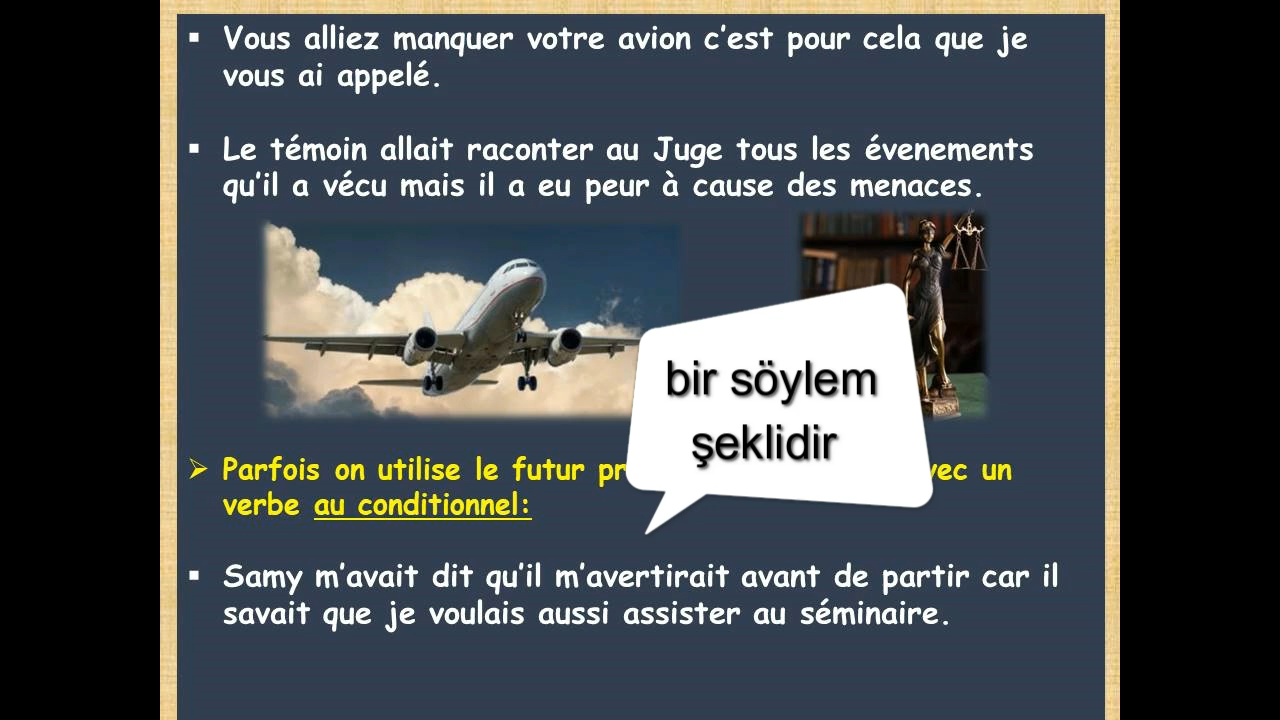 Vous alliez manquer votre avion c’est pour cela que je
vous ai appelé.
Le témoin allait raconter au Juge tous les évenements
qu’il a vécu mais il a eu peur à cause des menaces.
bir söylem
şeklidir
Parfois on utilise le futur un
verbe au conditionnel:
Samy m’avait dit qu’il m’avertirait avant de partir car il
savait que je voulais aussi assister au séminaire.